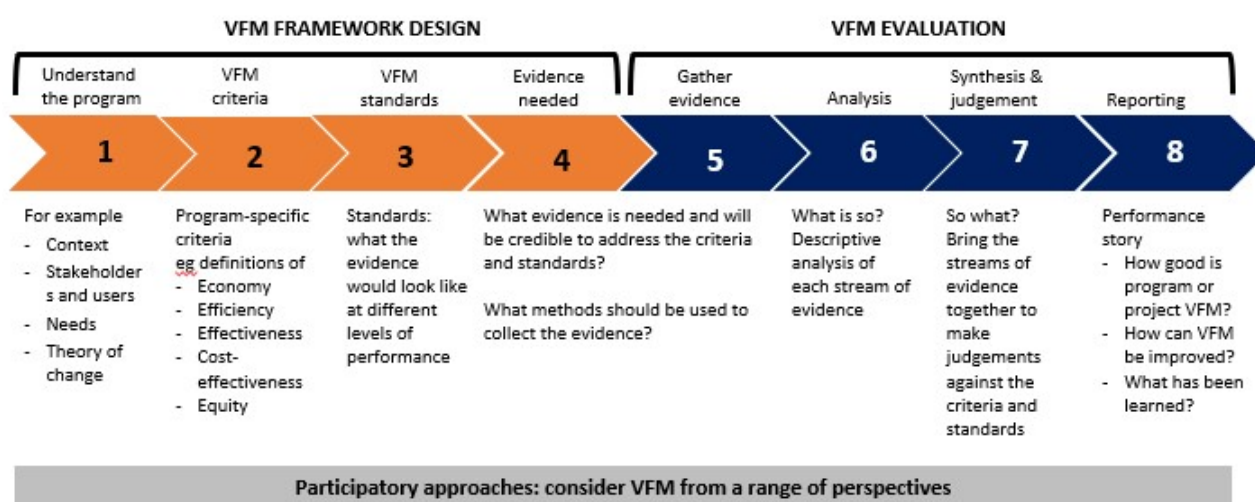 VFM FRAMEWORK DESIGN
VFM EVALUATION
Understand
the program
VFM
criteria
VFM
standards
Evidence
needed
Gather
evidence
Analysis
Synthesis &
judgement
Reporting
1
2
3
4
5
6
7
8
For example
- Context
- Stakeholder
s and users
- Needs
- Theory of
change
Program-specific
criteria
eg definitions of
- Economy
- Efficiency
- Effectiveness
- Cost-
effectiveness
- Equity
Standards:
what the
evidence
would look like
at different
levels of
performance
What evidence is needed and will
be credible to address the criteria
and standards?
What methods should be used to
collect the evidence?
What is so?
Descriptive
analysis of
each stream of
evidence
So what?
Bring the
streams of
evidence
together to
make
judgements
against the
criteria and
standards
Performance
story
- How good is
program or
project VFM?
- How can VFM
be improved?
- What has been
learned?
Participatory approaches: consider VFM from a range of perspectives